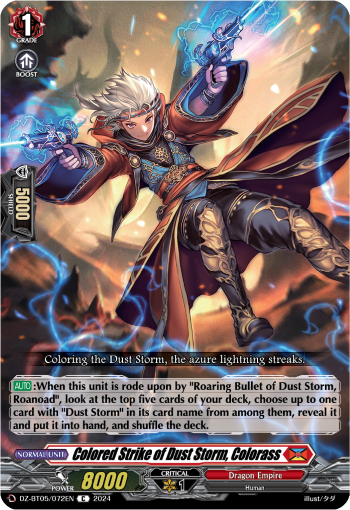 1
GRADE
BOOST
5000
SHIELD
Coloring the Dust Storm, the azure lightning streaks.
AUTO:When this unit is rode upon by "Roaring Bullet of Dust Storm,
Roanoad", look at the top five cards of your deck, choose up to one
card with "Dust Storm" in its card name from among them, reveal it
and put it into hand, and shuffle the deck.
NORMAL UNIT
Colored Strike of Dust Storm, Colorass
POWER 8000
CRITICAL
1
Dragon Empire
Human
D DZ-BT05/072EN C 2024
illust/タダ